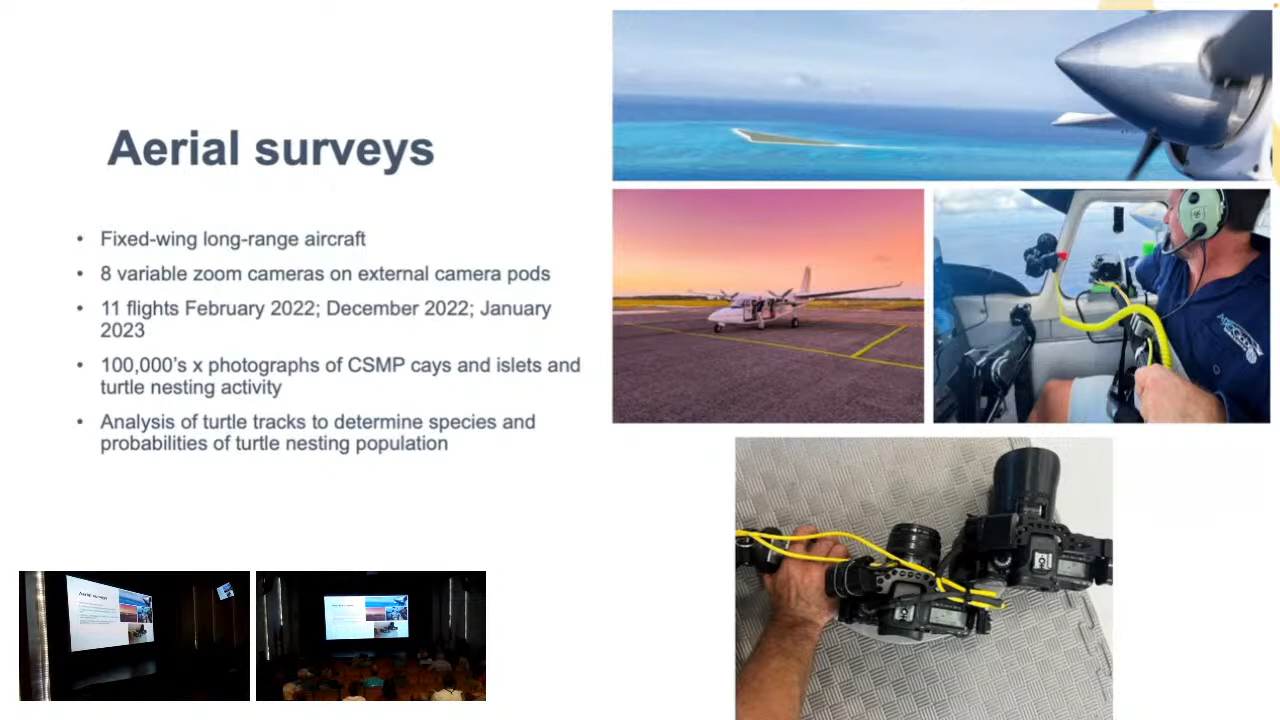 Aerial surveys
• Fixed-wing long-range aircraft
• 8 variable zoom cameras on external camera pods
• 11 flights February 2022; December 2022; January
2023
• 100,000's x photographs of CSMP cays and islets and
turtle nesting activity
• Analysis of turtle tracks to determine species and
probabilities of turtle nesting population
Aerial surveys